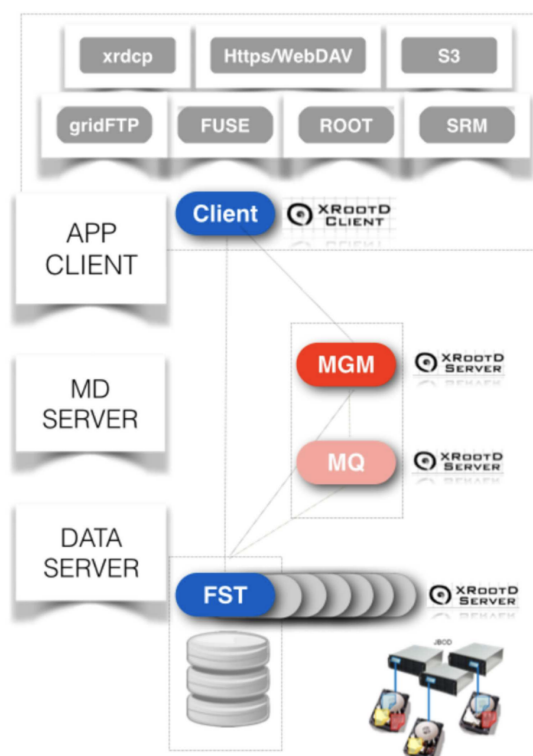 xrdcp
Https/WebDAV
S3
gridFTP
FUSE
ROOT
SRM
APP
CLIENT
Client
XROOTD
CLIENT
MD
SERVER
MGM
XROOTD
SERVER
MQ
XROOTD
SERVER
DATA
SERVER
FST
XROOTD
SERVER
JBOD